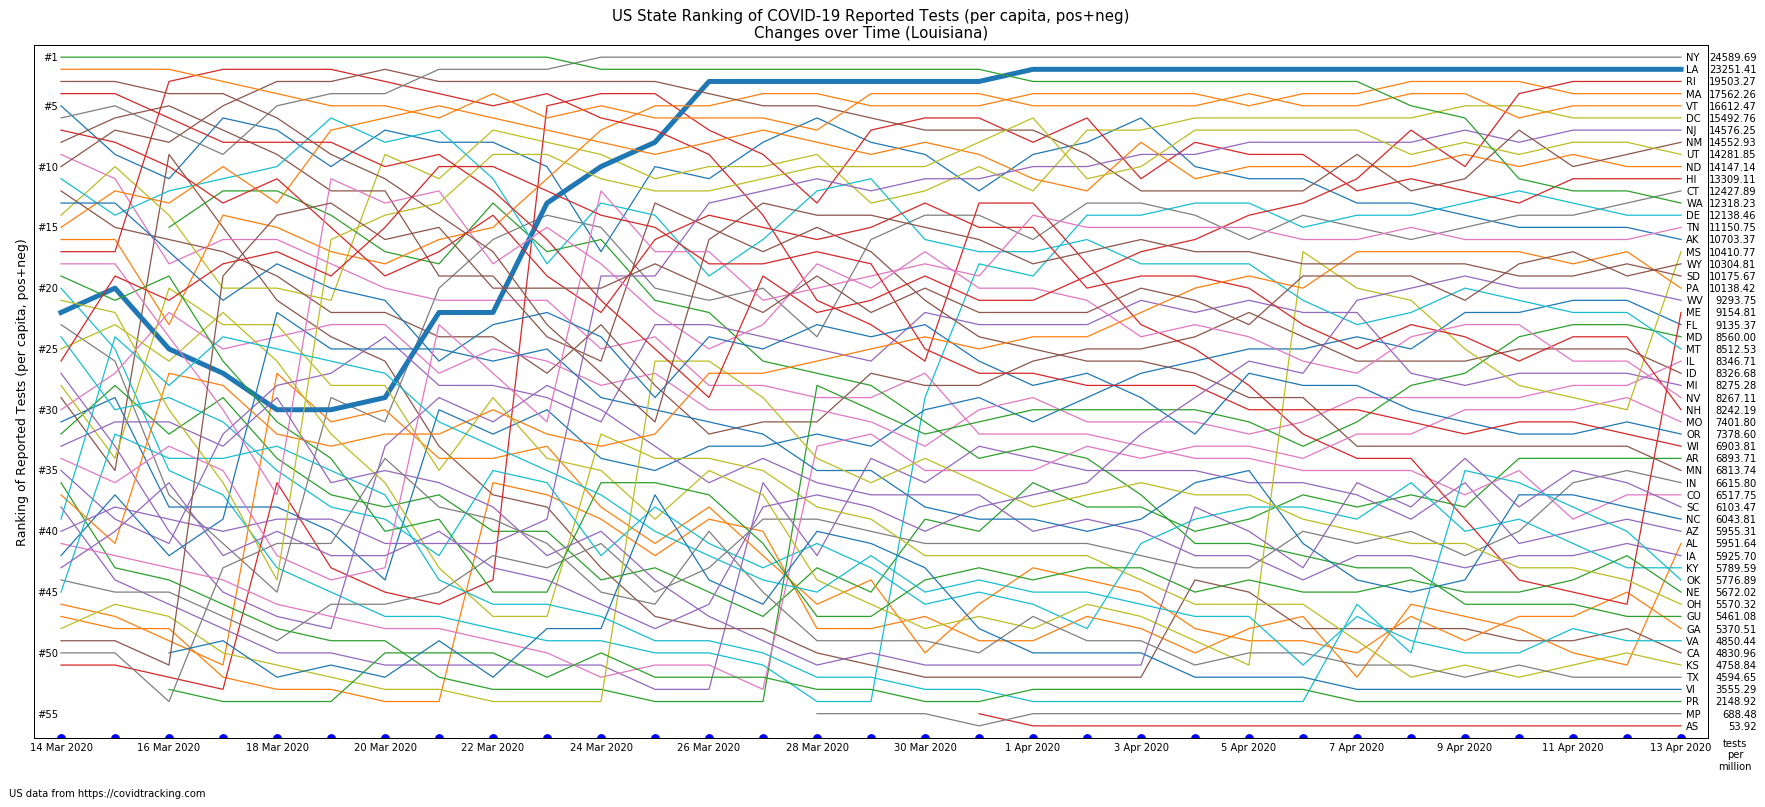 US State Ranking of COVID-19 Reported Tests (per capita, pos+neg)
Changes over Time (Louisiana)
Ranking of Reported Tests (per capita, pos+neg)
#1
#5
#10
#15
#20
#25
#30
#35
#40
#45
#50
#55
NY 24589.69
LA 23251.41
RI 19503.27
MA 17562.26
VT 16612.47
DC 15492.76
NJ 14576.25
NM 14552.93
UT 14281.85
ND 14147.14
HI 13309.11
CT 12427.89
WA 12318.23
DE 12138.46
TN 11150.75
AK 10703.37
MS 10410.77
WY 10304.81
SD 10175.67
PA 10138.42
WV 9293.75
ME 9154.81
FL 9135.37
MD 8560.00
MT 8512.53
IL 8346.71
ID 8326.68
MI 8275.28
NV 8267.11
NH 8242.19
MO 7401.80
OR 7378.60
WI 6903.81
AR 6893.71
MN 6813.74
IN 6615.80
CO 6517.75
SC 6103.47
NC 6043.81
AZ 5955.31
AL 5951.64
IA 5925.70
KY 5789.59
OK 5776.89
NE 5672.02
OH 5570.32
GU 5461.08
GA 5370.51
VA 4850.44
CA 4830.96
KS 4758.84
TX 4594.65
VI 3555.29
PR 2148.92
MP 688.48
AS 53.92
14 Mar 2020 16 Mar 2020 18 Mar 2020 20 Mar 2020 22 Mar 2020 24 Mar 2020 26 Mar 2020 28 Mar 2020 30 Mar 2020 1 Apr 2020 3 Apr 2020 5 Apr 2020 7 Apr 2020 9 Apr 2020 11 Apr 2020 13 Apr 2020
tests
per
million
US data from https://covidtracking.com